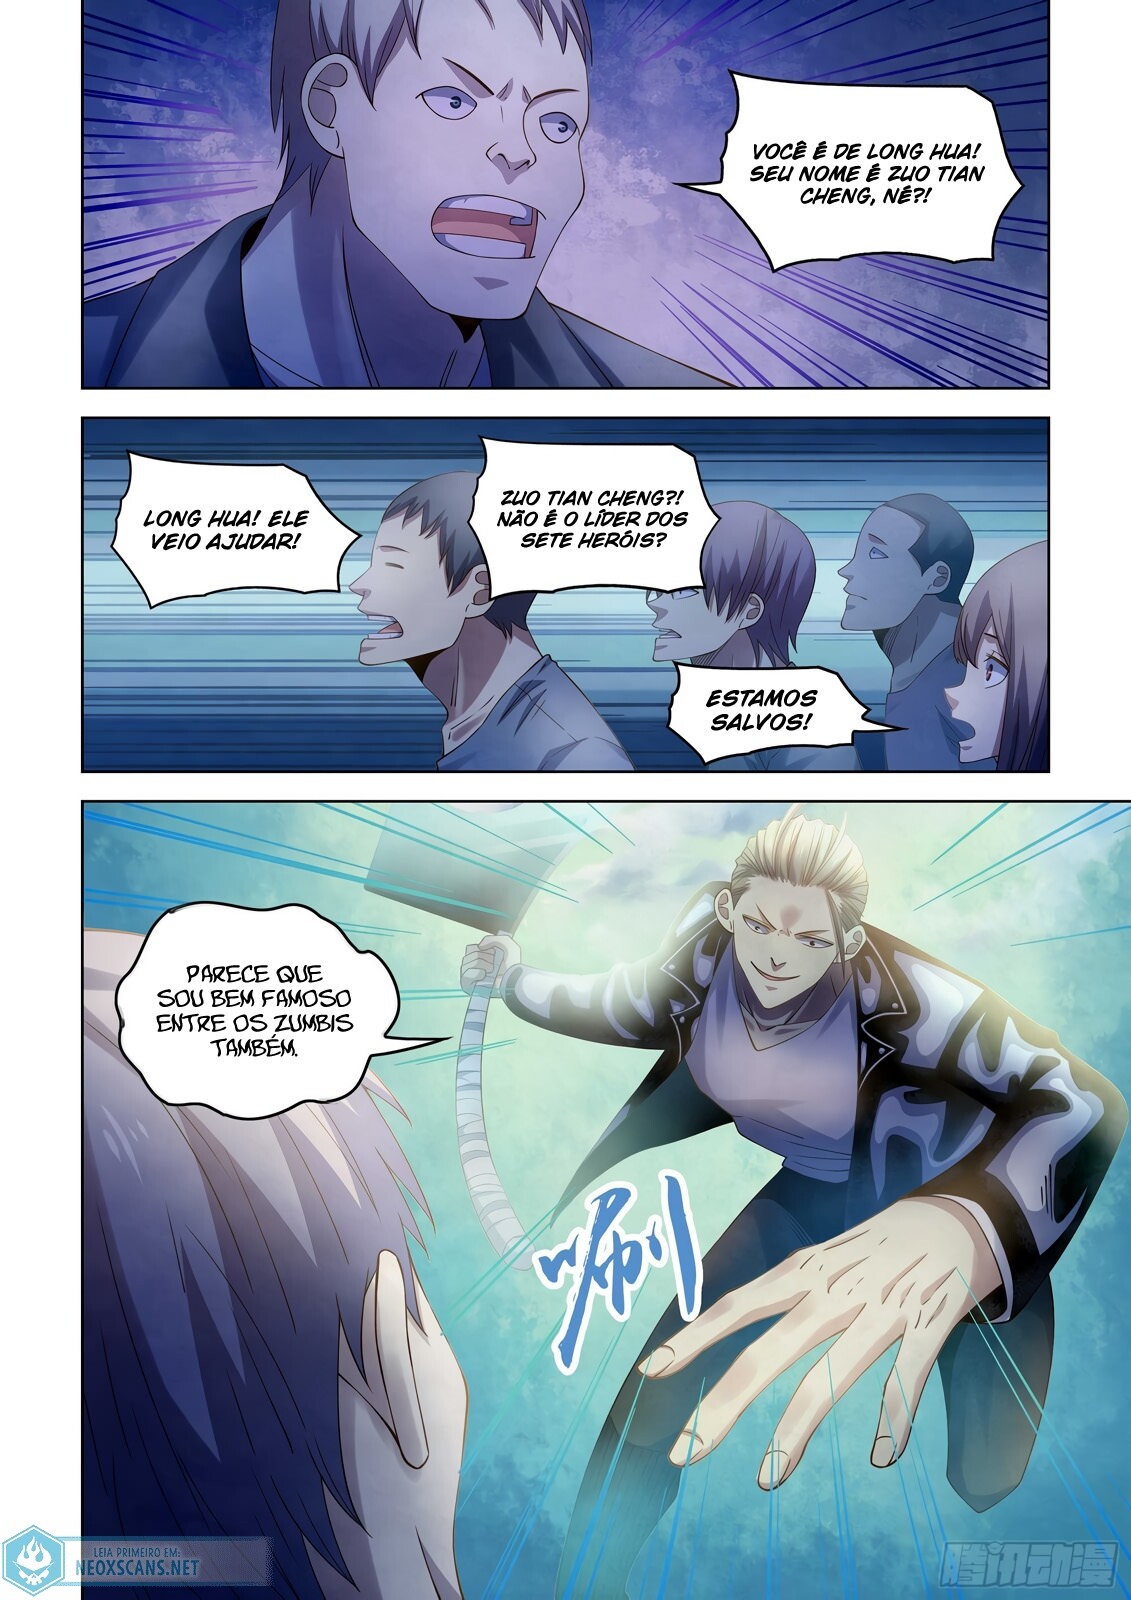 VOCÊ É DE LONG HUA!
SEU NOME É ZUO TIAN
CHENG, NÉ?!
LONG HUA! ELE
VEIO AJUDAR!
ZUO TIAN CHENG?!
NÃO É O LÍDER DOS
SETE HERÓIS?
ESTAMOS
SALVOS!
PARECE QUE
SOU BEM FAMOSO
ENTRE OS ZUMBIS
TAMBÉM.
唰
LEIA PRIMEIRO EM:
NEOXSCANS.NET
腾讯动漫